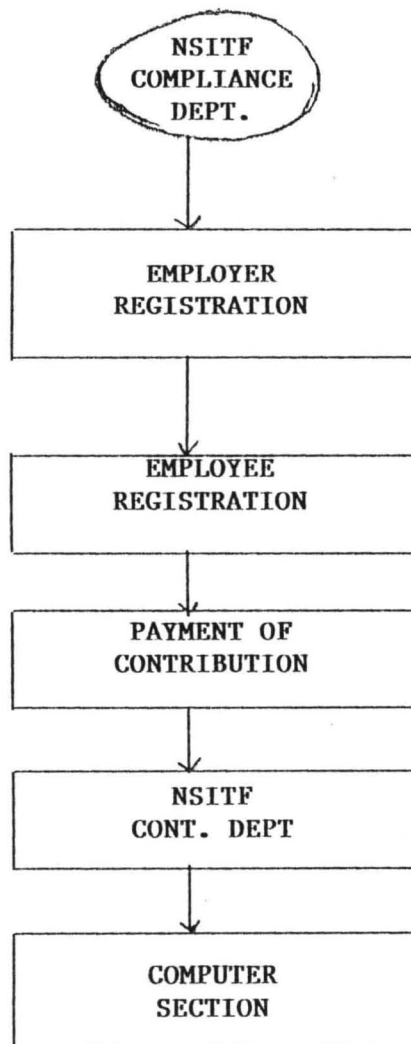 NSITF
COMPLIANCE
DEPT.
EMPLOYER
REGISTRATION
EMPLOYEE
REGISTRATION
PAYMENT OF
CONTRIBUTION
NSITF
CONT. DEPT
COMPUTER
SECTION